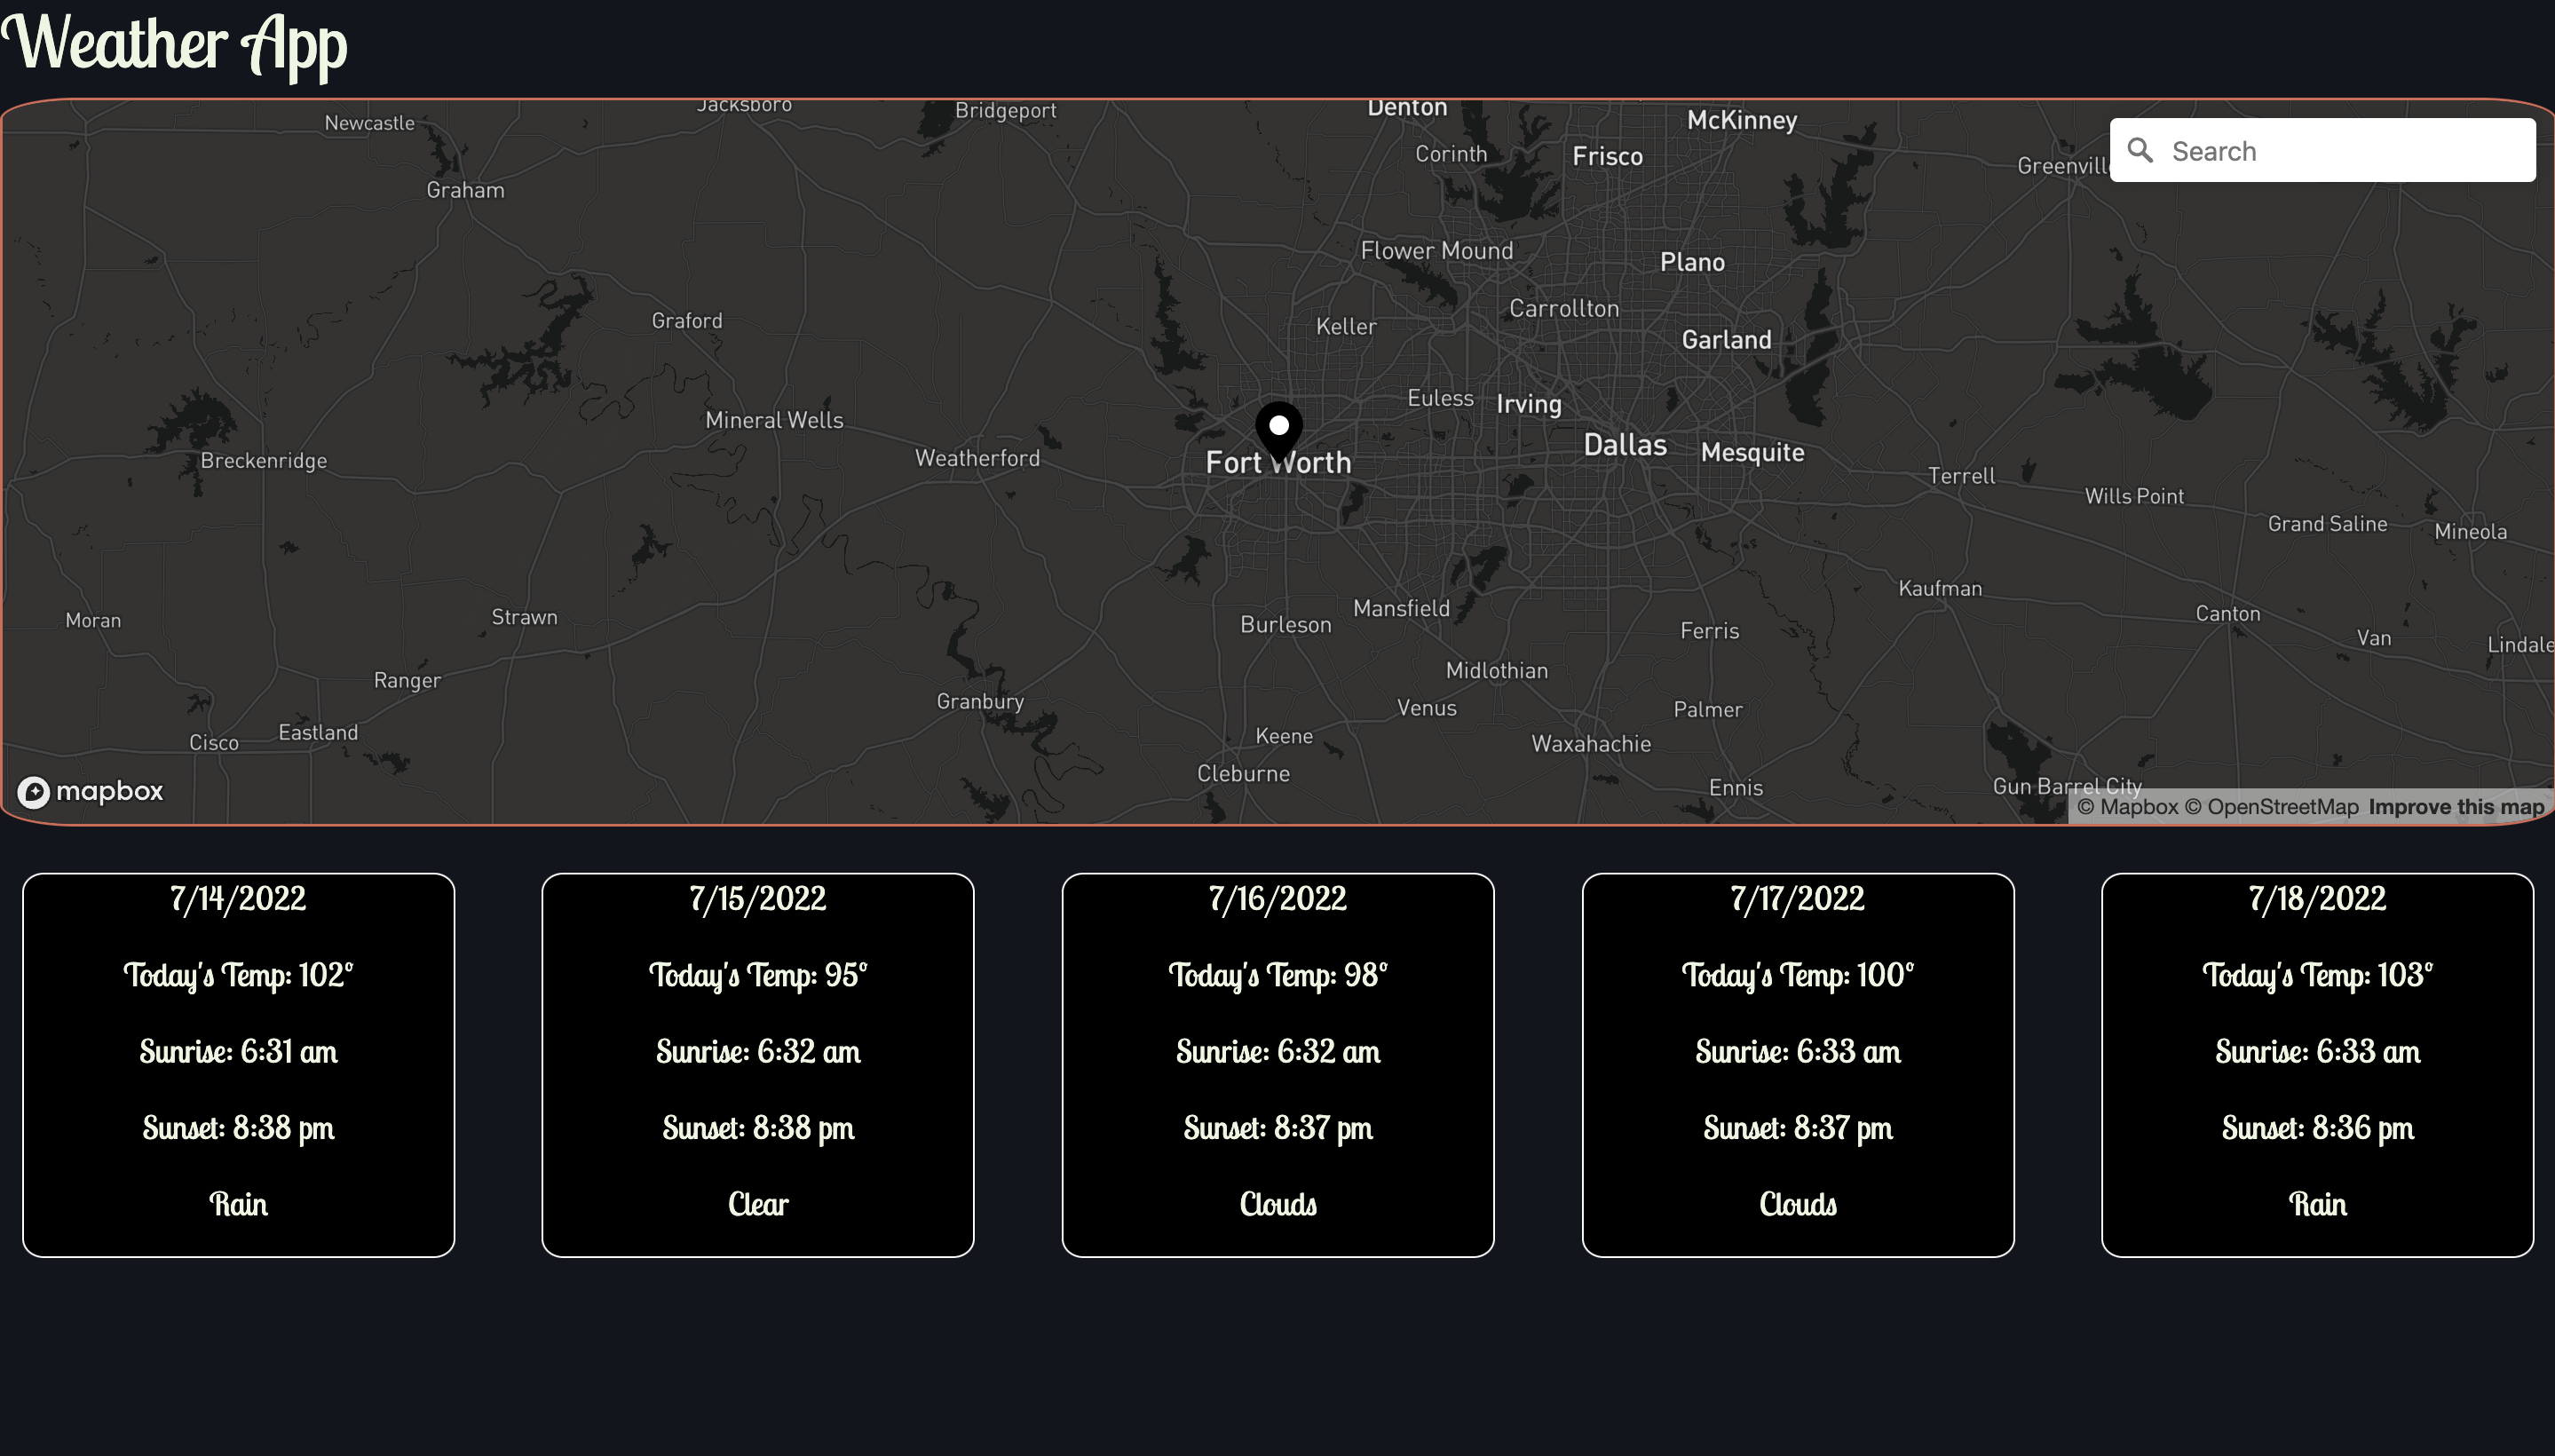 Weather App
Jacksboro
Bridgeport
Denton
McKinney
Newcastle
Corinth
Frisco
Search
Greenvill
Graham
Flower Mound
Plano
Graford
Keller
Carrollton
Garland
Mineral Wells
Euless
Irving
Breckenridge
Weatherford
Fort Worth
Dallas
Mesquite
Terrell
Wills Point
Grand Saline
Mineola
Moran
Strawn
Burleson
Mansfield
Ferris
Kaufman
Canton
Van
Lindale
Ranger
Midlothian
Granbury
Venus
Palmer
Cisco
Eastland
Keene
Waxahachie
Cleburne
Ennis
Gun Barrel City
mapbox
© Mapbox © OpenStreetMap Improve this map
7/14/2022
Today's Temp: 102°
Sunrise: 6:31 am
Sunset: 8:38 pm
Rain
7/15/2022
Today's Temp: 95°
Sunrise: 6:32 am
Sunset: 8:38 pm
Clear
7/16/2022
Today's Temp: 98°
Sunrise: 6:32 am
Sunset: 8:37 pm
Clouds
7/17/2022
Today's Temp: 100°
Sunrise: 6:33 am
Sunset: 8:37 pm
Clouds
7/18/2022
Today's Temp: 103°
Sunrise: 6:33 am
Sunset: 8:36 pm
Rain